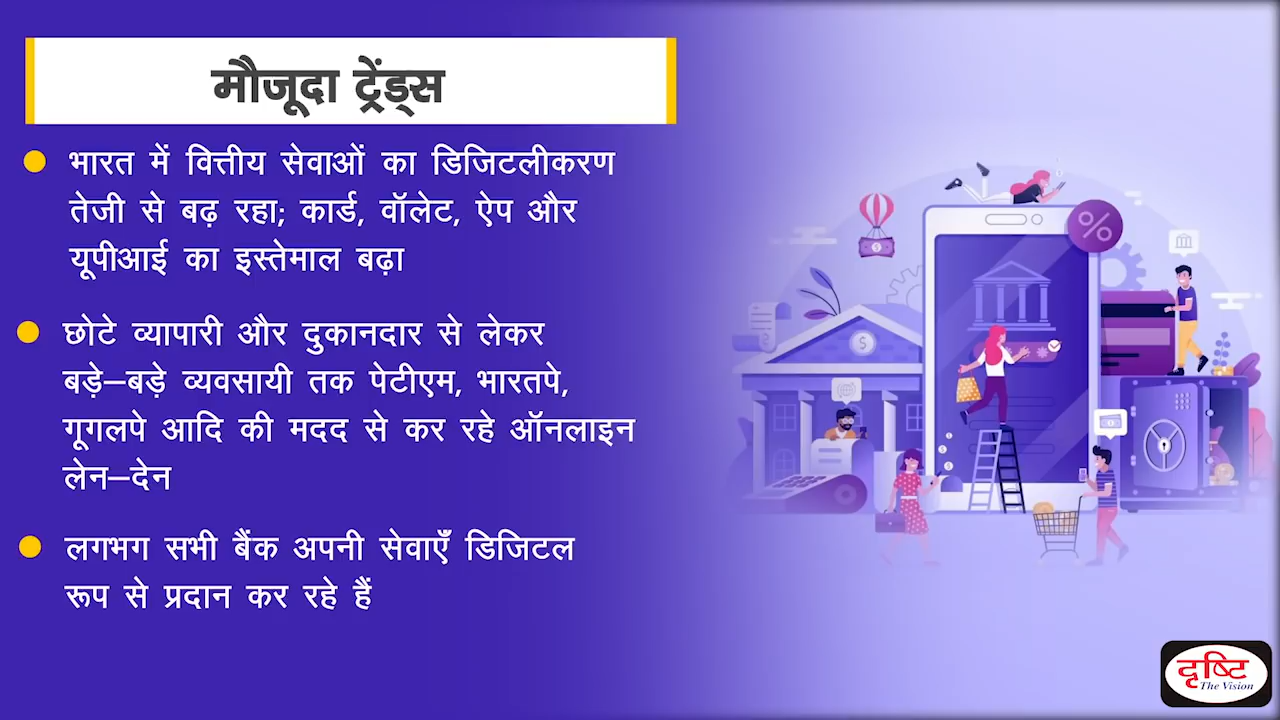 मौजूदा ट्रेंड्स
भारत में वित्तीय सेवाओं का डिजिटलीकरण
तेजी से बढ़ रहा; कार्ड, वॉलेट, ऐप और
यूपीआई का इस्तेमाल बढ़ा
छोटे व्यापारी और दुकानदार से लेकर
बड़े–बड़े व्यवसायी तक पेटीएम, भारतपे,
गूगलपे आदि की मदद से कर रहे ऑनलाइन
लेन–देन
लगभग सभी बैंक अपनी सेवाएँ डिजिटल
रूप से प्रदान कर रहे हैं
%
$
दृष्टि
The Vision